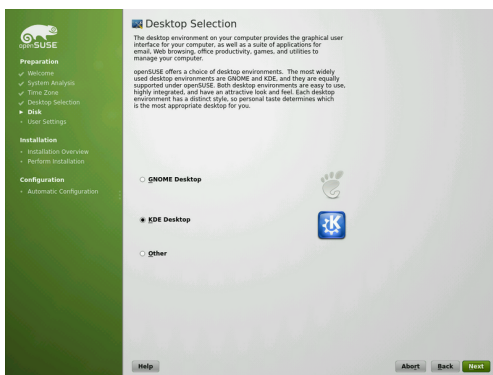 openSUSE
Preparation
Welcome
System Analysis
Time Zone
Desktop Selection
Disk
User Settings
Installation
Installation Overview
Perform Installation
Configuration
Automatic Configuration
Desktop Selection
The desktop environment on your computer provides the graphical user
interface for your computer, as well as a suite of applications for
email, Web browsing, office productivity, games, and utilities to
manage your computer.
openSUSE offers a choice of desktop environments. The most widely
used desktop environments are GNOME and KDE, and they are equally
supported under openSUSE. Both desktop environments are easy to use,
highly integrated, and have an attractive look and feel. Each desktop
environment has a distinct style, so personal taste determines which
is the most appropriate desktop for you.
GNOME Desktop
KDE Desktop
K
Other
Help
Abort
Back
Next